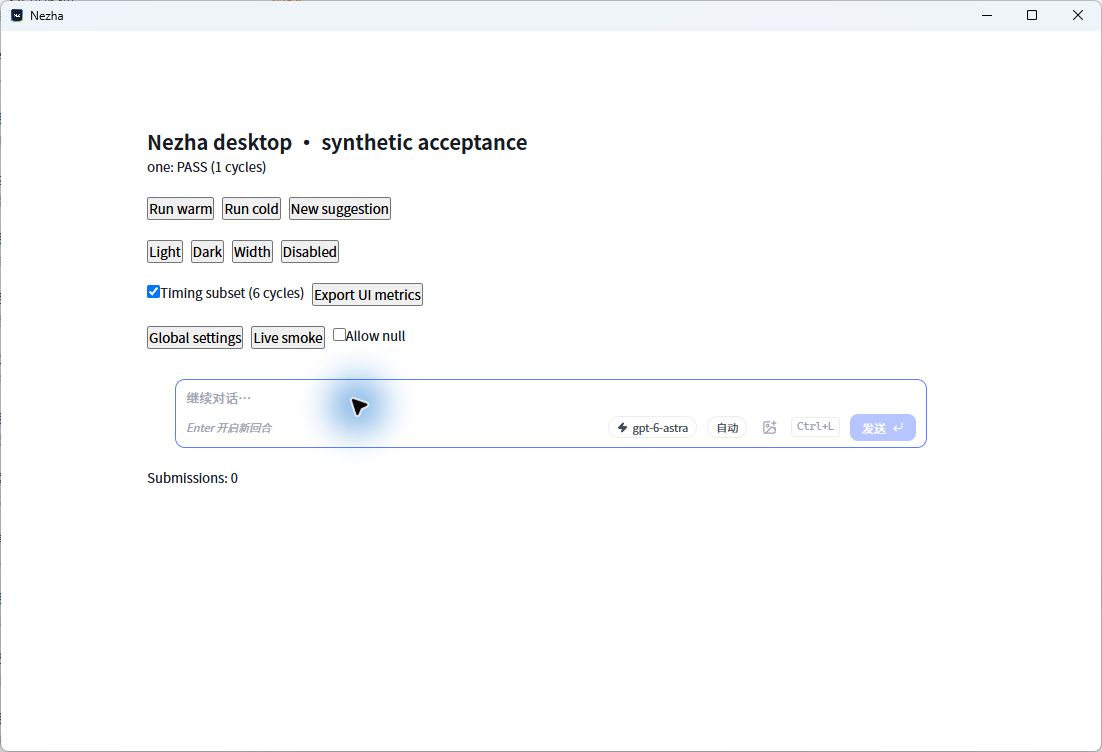 Nezha
Nezha desktop · synthetic acceptance
one: PASS (1 cycles)
Run warm Run cold New suggestion
Light Dark Width Disabled
Timing subset (6 cycles) Export UI metrics
Global settings Live smoke Allow null
继续对话…
Enter 开启新回合 gpt-6-astra 自动 Ctrl+L 发送 ↵
Submissions: 0